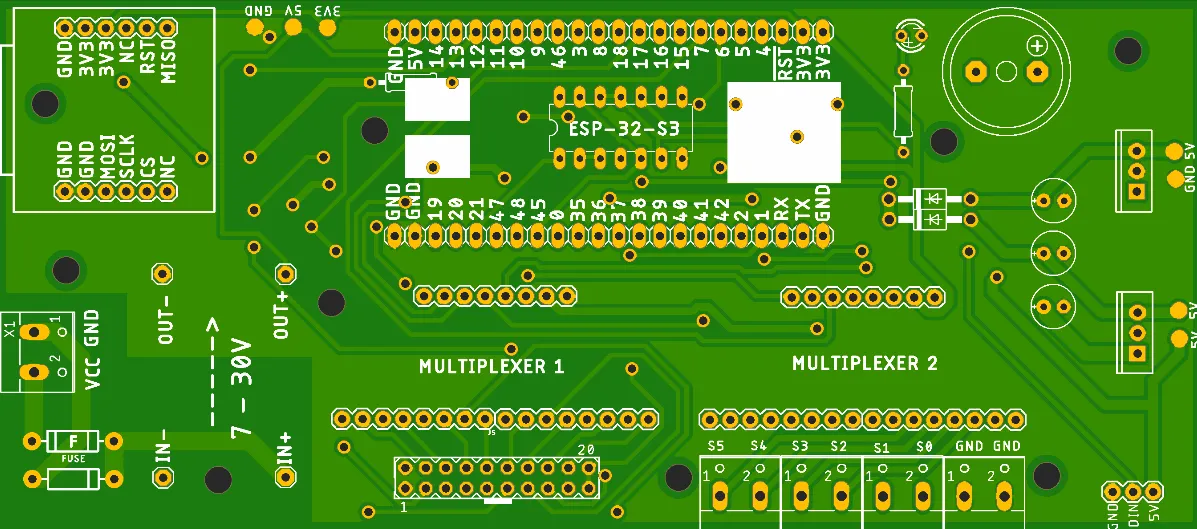 GND
3V3
3V3
NC
RST
MISO
GND
GND
MOSI
SCLK
CS
NC
GND 5V 3V3
GND
5V
14
13
12
11
10
9
46
3
8
18
17
16
15
7
6
5
4
RST
3V3
3V3
ESP-32-S3
GND
GND
19
20
21
47
48
45
0
35
36
37
38
39
40
41
42
2
1
RX
TX
GND
GND 5V
5V
5V
OUT-
OUT+
------>
7 - 30V
IN-
IN+
X1
1
2
VCC GND
F
FUSE
MULTIPLEXER 1
MULTIPLEXER 2
20
1
S5 S4 S3 S2 S1 S0 GND GND
1 2 1 2 1 2 1 2
GND
DIN
5V